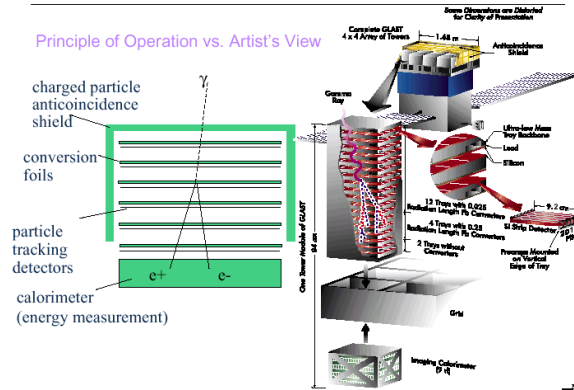 Some Dimensions are Distorted
for Clarity of Presentation
Principle of Operation vs. Artist's View
Complete GLAST
4 x 4 Array of Towers
1.68 m
Anticoincidence
Shield
γ
charged particle
anticoincidence
shield
conversion
foils
particle
tracking
detectors
e+
e-
calorimeter
(energy measurement)
Gamma
Ray
Ultra-low Mass
Tray Backbone
Lead
Silicon
12 Trays with 0.025
Radiation Length Pb Converters
4 Trays with 0.25
Radiation Length Pb Converters
2 Trays without
Converters
One Tower Module of GLAST
94 cm
9.2 cm
Si Strip Detector
Preamps Mounted
on Vertical
Edge of Tray
Grid
Imaging Calorimeter